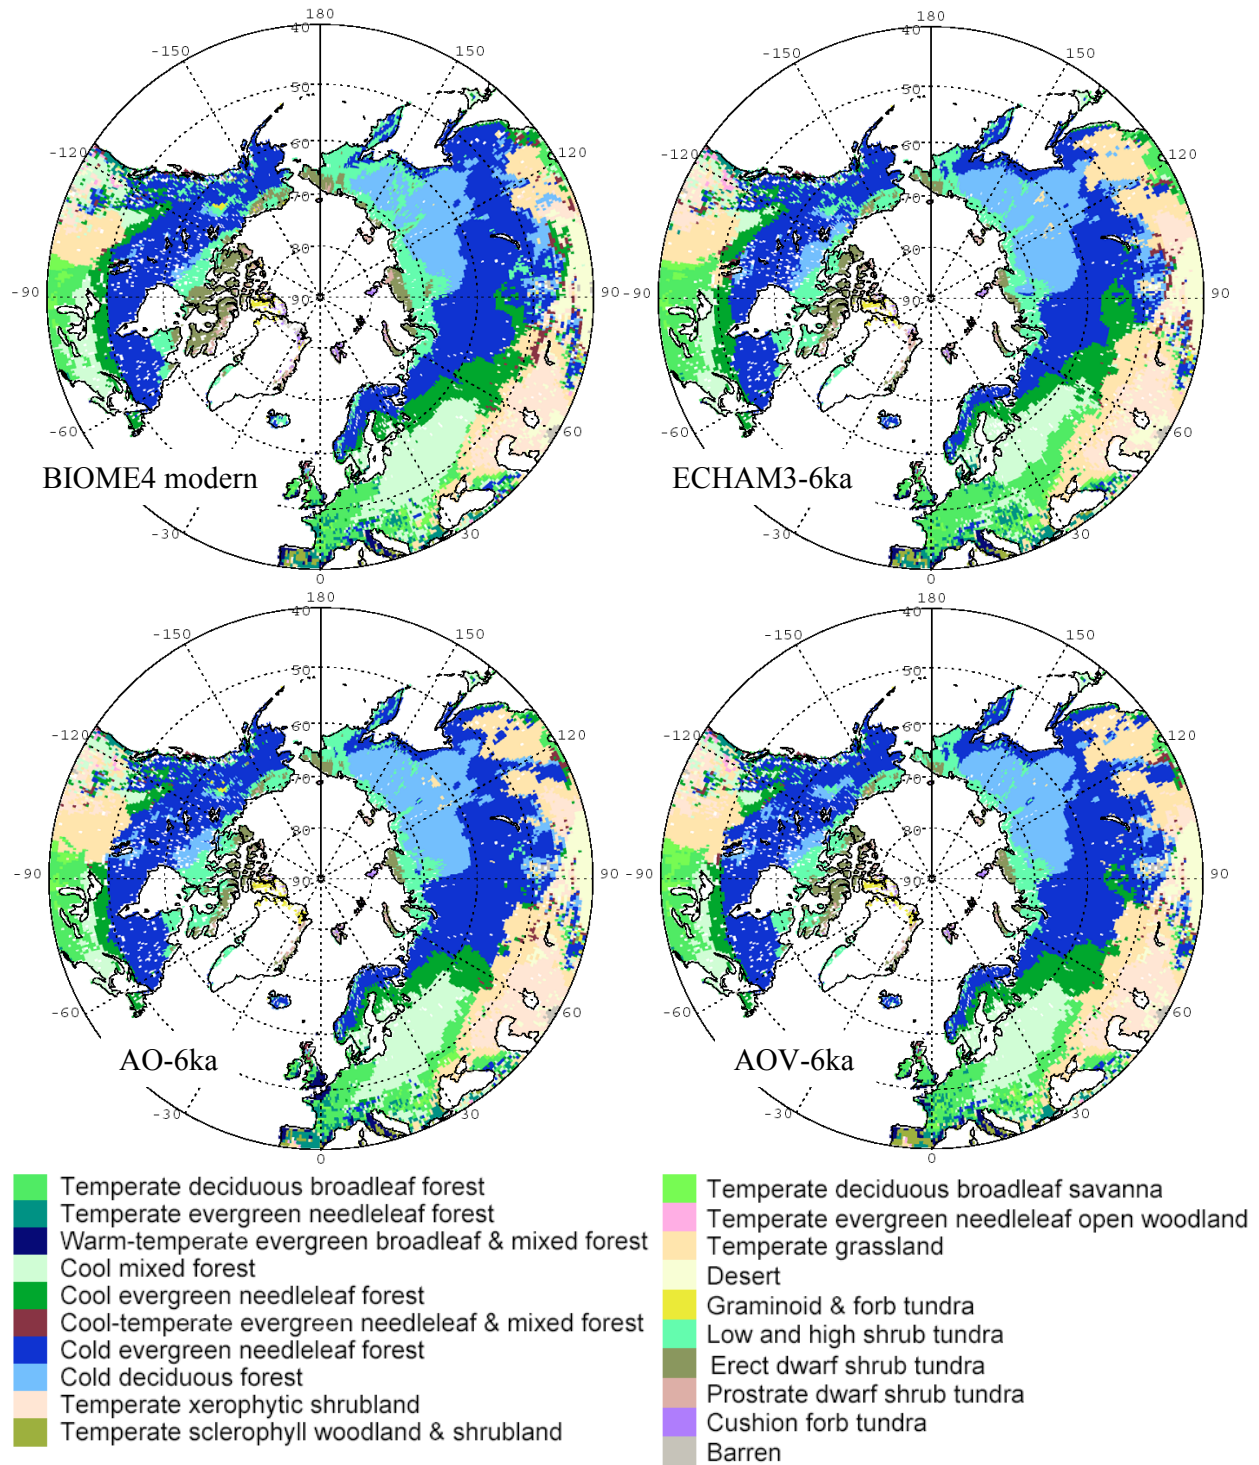 180 180
40 40
-150 150 -150 150
50 50
60 60
-120 70 120 -120 70 120
80 80
-90 90 90 -90 90 90
-60 60 -60 60
BIOME4 modern ECHAM3-6ka
-30 30 -30 30
0 0
180 180
40 40
-150 150 -150 150
50 50
60 60
-120 70 120 -120 70 120
80 80
-90 90 90 -90 90 90
-60 60 -60 60
AO-6ka AOV-6ka
-30 30 -30 30
0 0
Temperate deciduous broadleaf forest
Temperate evergreen needleleaf forest
Warm-temperate evergreen broadleaf & mixed forest
Cool mixed forest
Cool evergreen needleleaf forest
Cool-temperate evergreen needleleaf & mixed forest
Cold evergreen needleleaf forest
Cold deciduous forest
Temperate xerophytic shrubland
Temperate sclerophyll woodland & shrubland
Temperate deciduous broadleaf savanna
Temperate evergreen needleleaf open woodland
Temperate grassland
Desert
Graminoid & forb tundra
Low and high shrub tundra
Erect dwarf shrub tundra
Prostrate dwarf shrub tundra
Cushion forb tundra
Barren